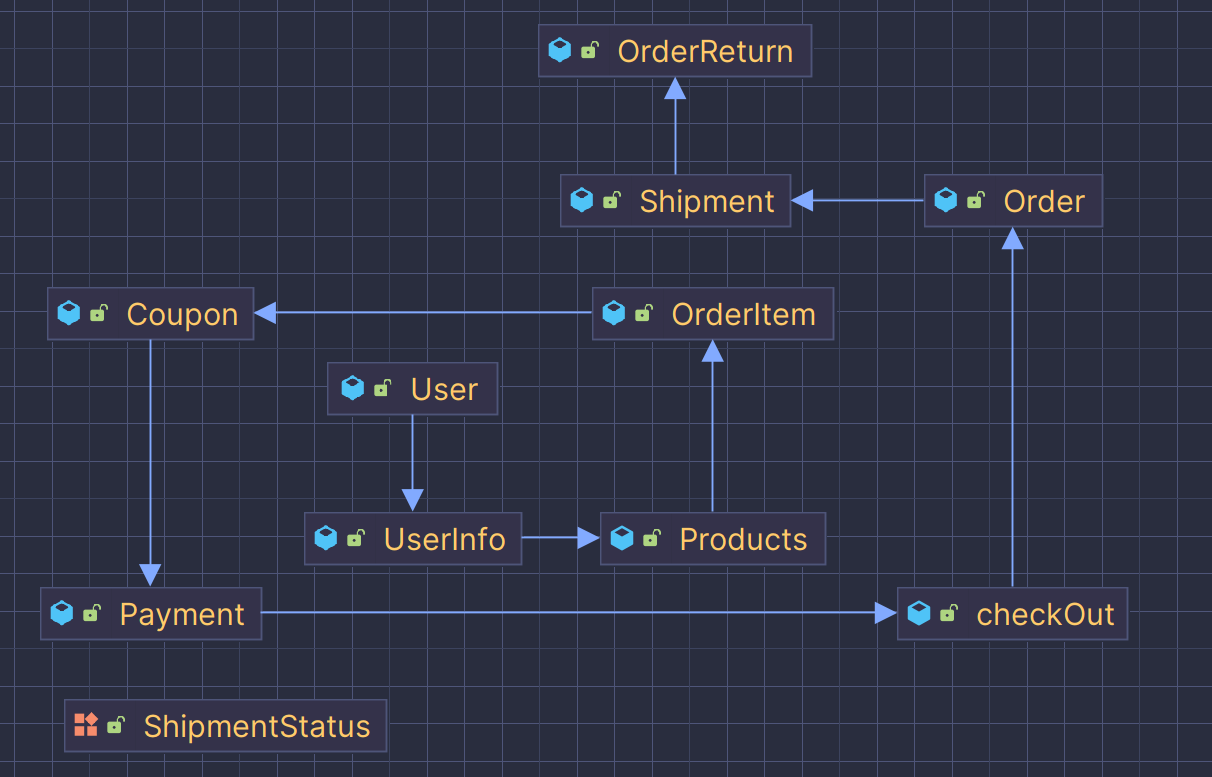 OrderReturn
Shipment
Order
Coupon
OrderItem
User
UserInfo
Products
Payment
checkOut
ShipmentStatus